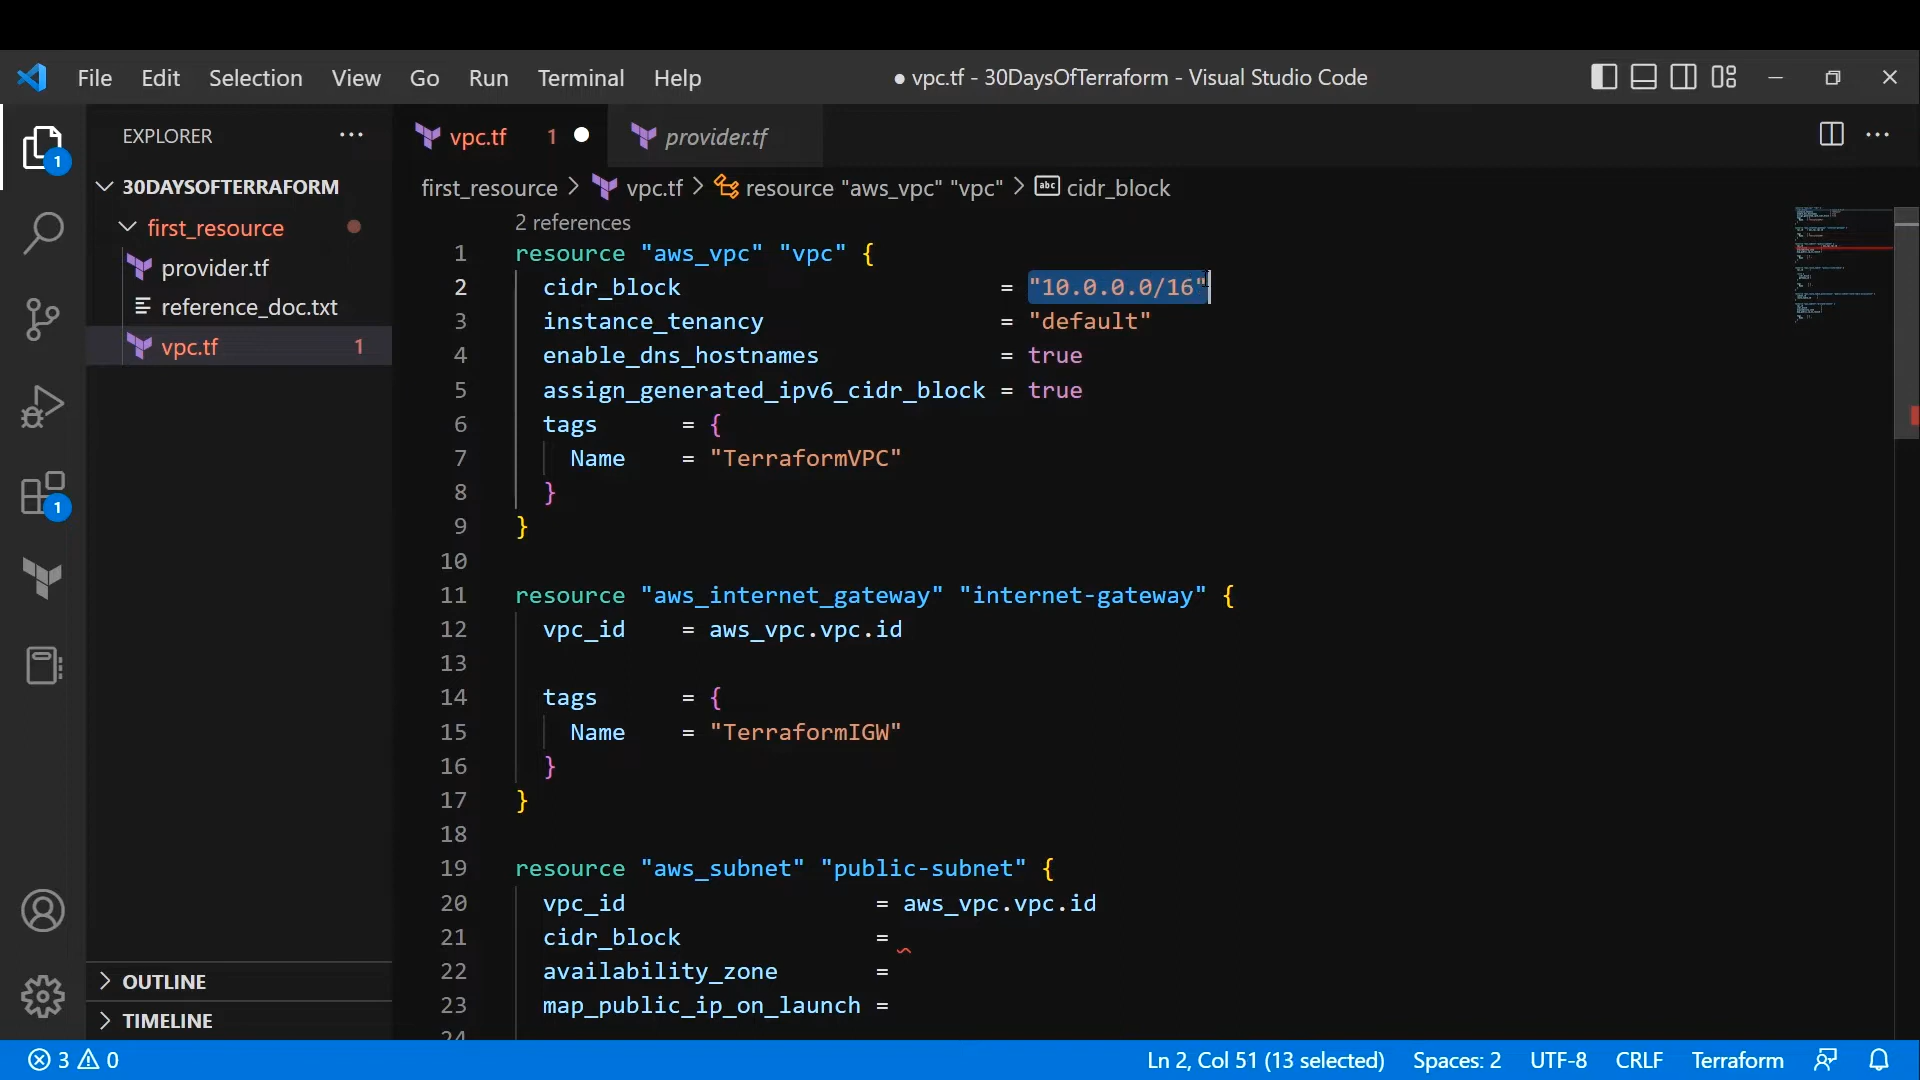 File Edit Selection View Go Run Terminal Help
● vpc.tf - 30DaysOfTerraform - Visual Studio Code
EXPLORER
vpc.tf 1
provider.tf
1
30DAYSOFTERRAFORM
first_resource > vpc.tf > resource "aws_vpc" "vpc" > cidr_block
first_resource
provider.tf
reference_doc.txt
vpc.tf 1
1
2 references
1 resource "aws_vpc" "vpc" {
2 cidr_block = "10.0.0.0/16"
3 instance_tenancy = "default"
4 enable_dns_hostnames = true
5 assign_generated_ipv6_cidr_block = true
6 tags = {
7 Name = "TerraformVPC"
8 }
9 }
10
11 resource "aws_internet_gateway" "internet-gateway" {
12 vpc_id = aws_vpc.vpc.id
13
14 tags = {
15 Name = "TerraformIGW"
16 }
17 }
18
19 resource "aws_subnet" "public-subnet" {
20 vpc_id = aws_vpc.vpc.id
21 cidr_block =
22 availability_zone =
23 map_public_ip_on_launch =
24
OUTLINE
TIMELINE
3 0
Ln 2, Col 51 (13 selected) Spaces: 2 UTF-8 CRLF Terraform